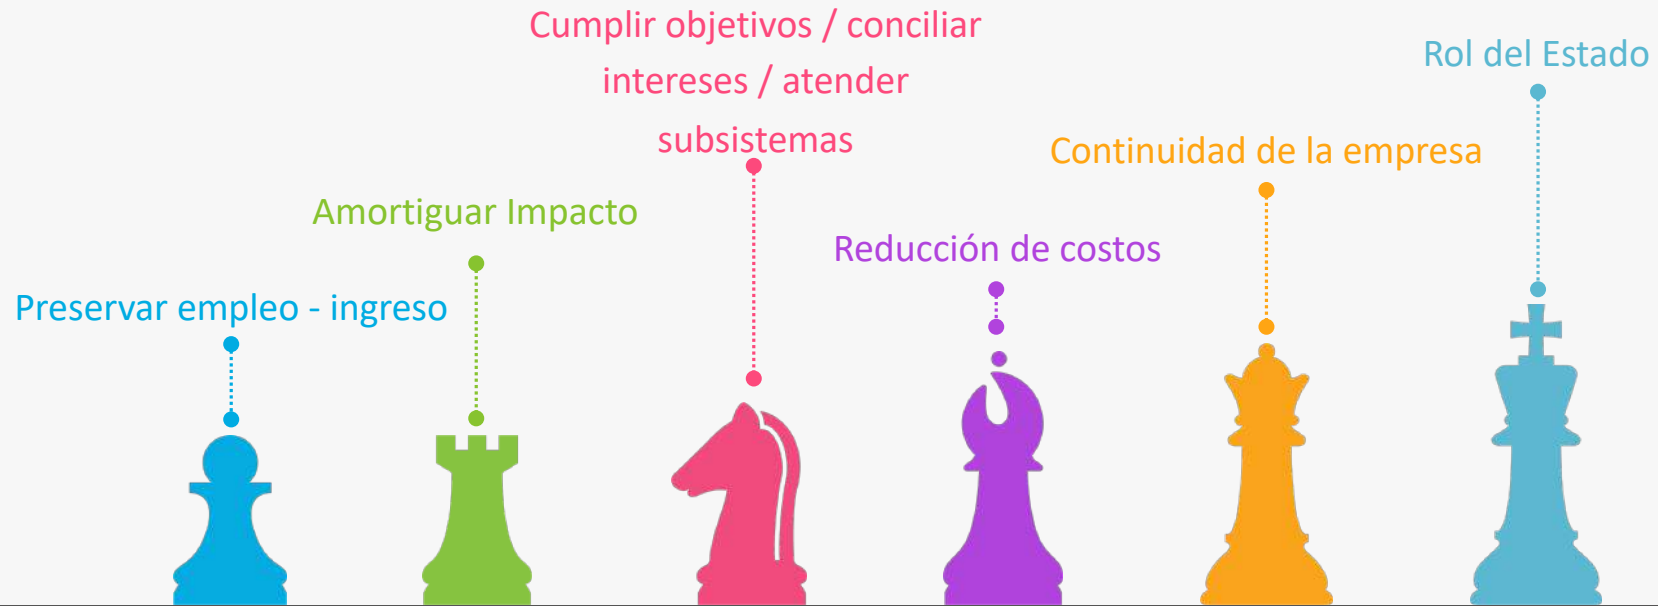 Preservar empleo - ingreso
Amortiguar Impacto
Cumplir objetivos / conciliar
intereses / atender
subsistemas
Reducción de costos
Continuidad de la empresa
Rol del Estado